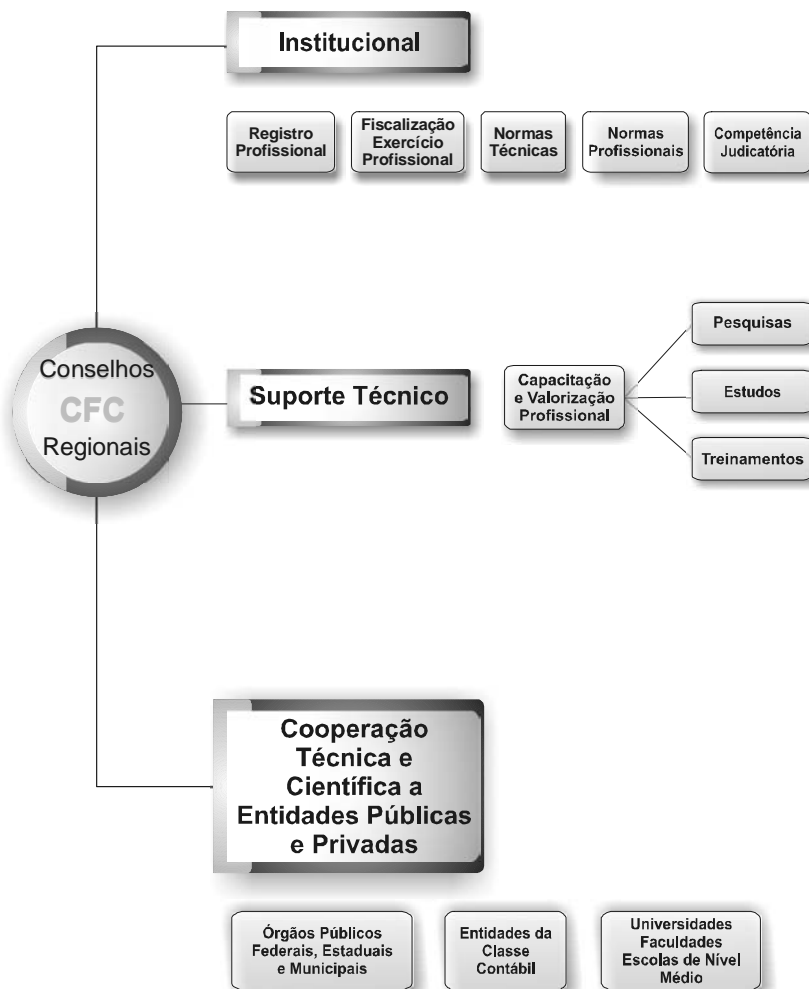 Institucional
Registro
Profissional
Fiscalização
Exercício
Profissional
Normas
Técnicas
Normas
Profissionais
Competência
Judicatória
Conselhos
CFC
Regionais
Suporte Técnico
Capacitação
e Valorização
Profissional
Pesquisas
Estudos
Treinamentos
Cooperação
Técnica e
Científica a
Entidades Públicas
e Privadas
Órgãos Públicos
Federais, Estaduais
e Municipais
Entidades da
Classe
Contábil
Universidades
Faculdades
Escolas de Nível
Médio